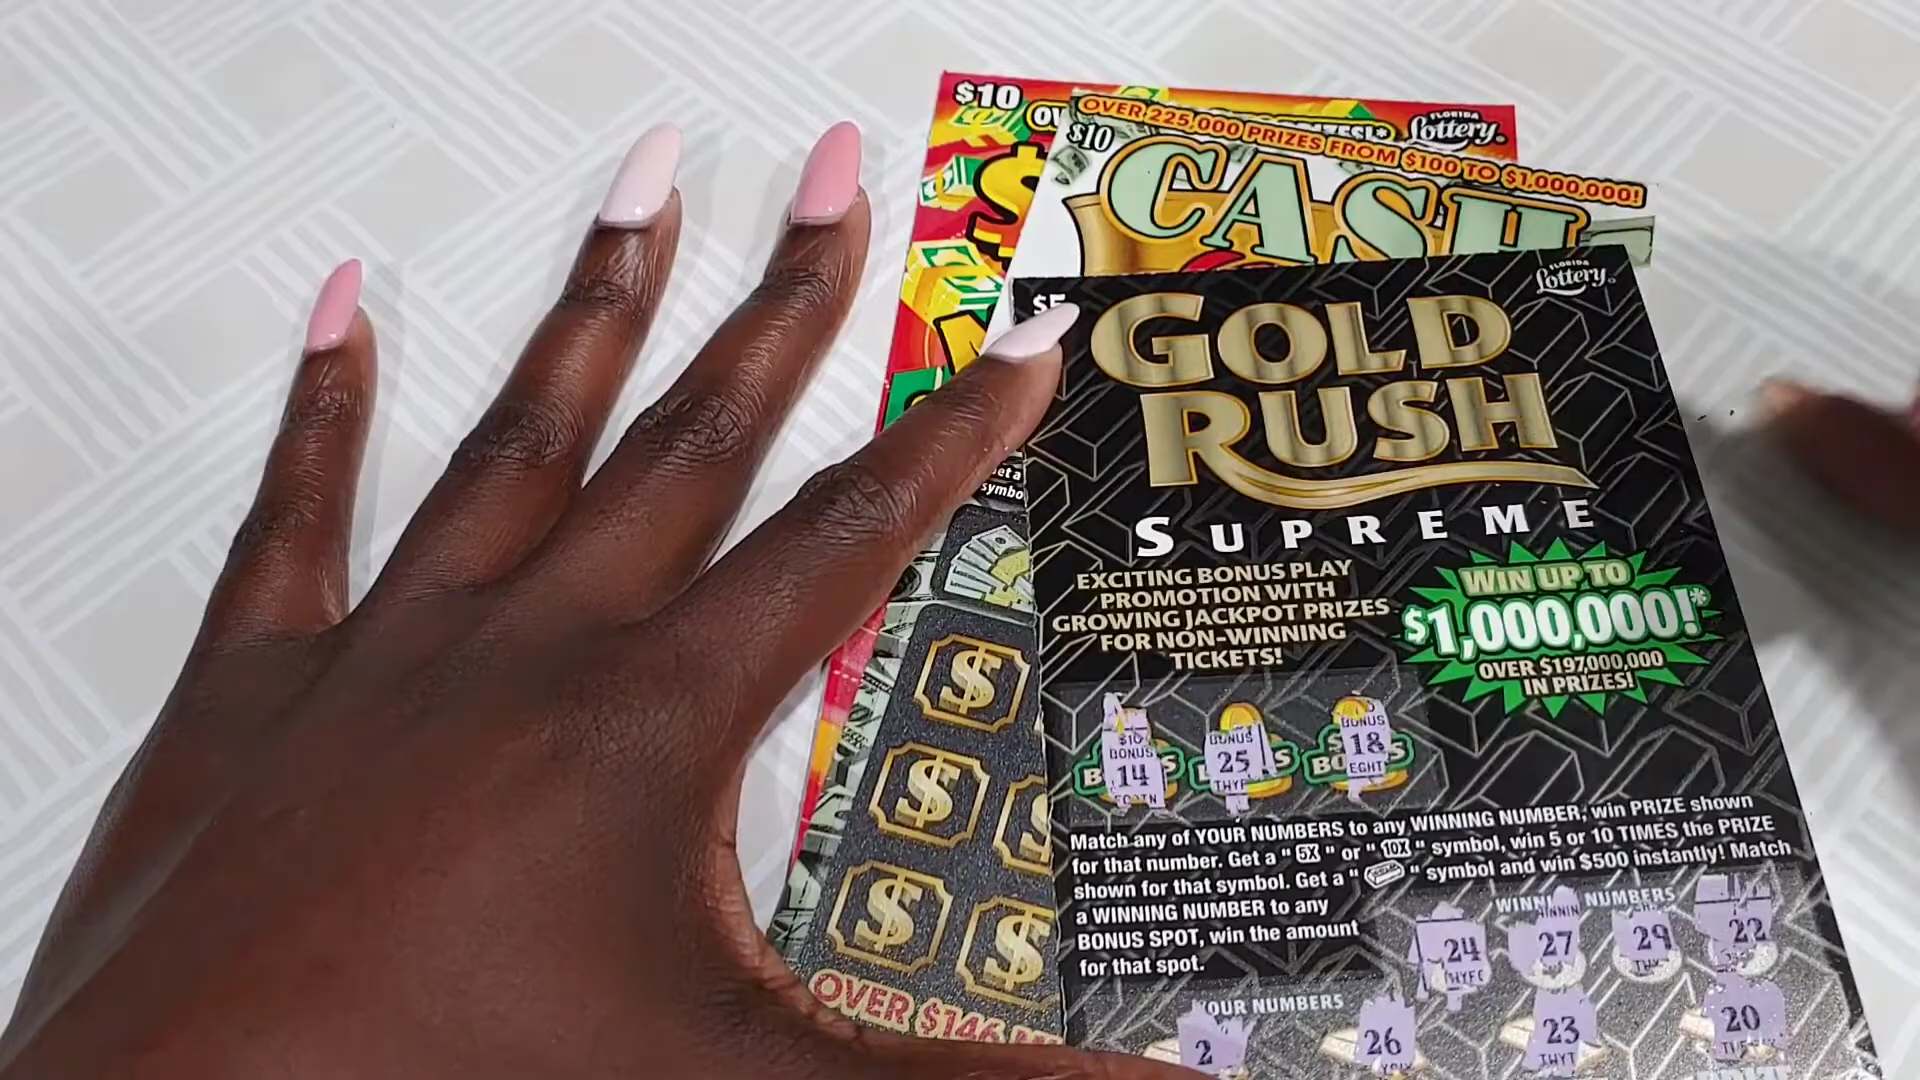 $10
FLORIDA
Lottery
OVER 225,000 PRIZES FROM $100 TO $1,000,000!
$10
CASH
FLORIDA
Lottery
GOLD
RUSH
SUPREME
EXCITING BONUS PLAY
PROMOTION WITH
GROWING JACKPOT PRIZES
FOR NON-WINNING
TICKETS!
WIN UP TO
$1,000,000!*
OVER $197,000,000
IN PRIZES!
$10
BONUS
14
BONUS
25
BONUS
18
EGHT
Match any of YOUR NUMBERS to any WINNING NUMBER, win PRIZE shown
for that number. Get a " 5X " or " 10X " symbol, win 5 or 10 TIMES the PRIZE
shown for that symbol. Get a " " symbol and win $500 instantly! Match
a WINNING NUMBER to any
BONUS SPOT, win the amount
for that spot.
NUMBERS
24 27 29 22
YOUR NUMBERS
2 26 23 20
THYT
OVER $146